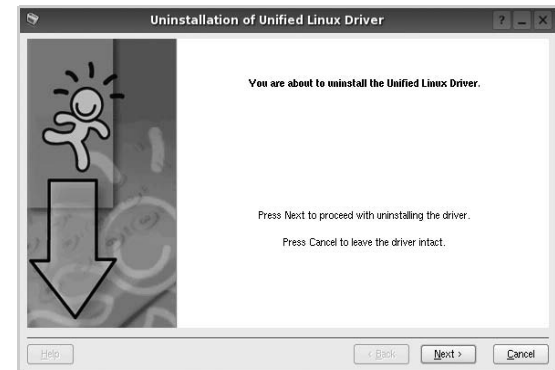 Uninstallation of Unified Linux Driver ? _ X
You are about to uninstall the Unified Linux Driver.
Press Next to proceed with uninstalling the driver.
Press Cancel to leave the driver intact.
Help < Back Next > Cancel